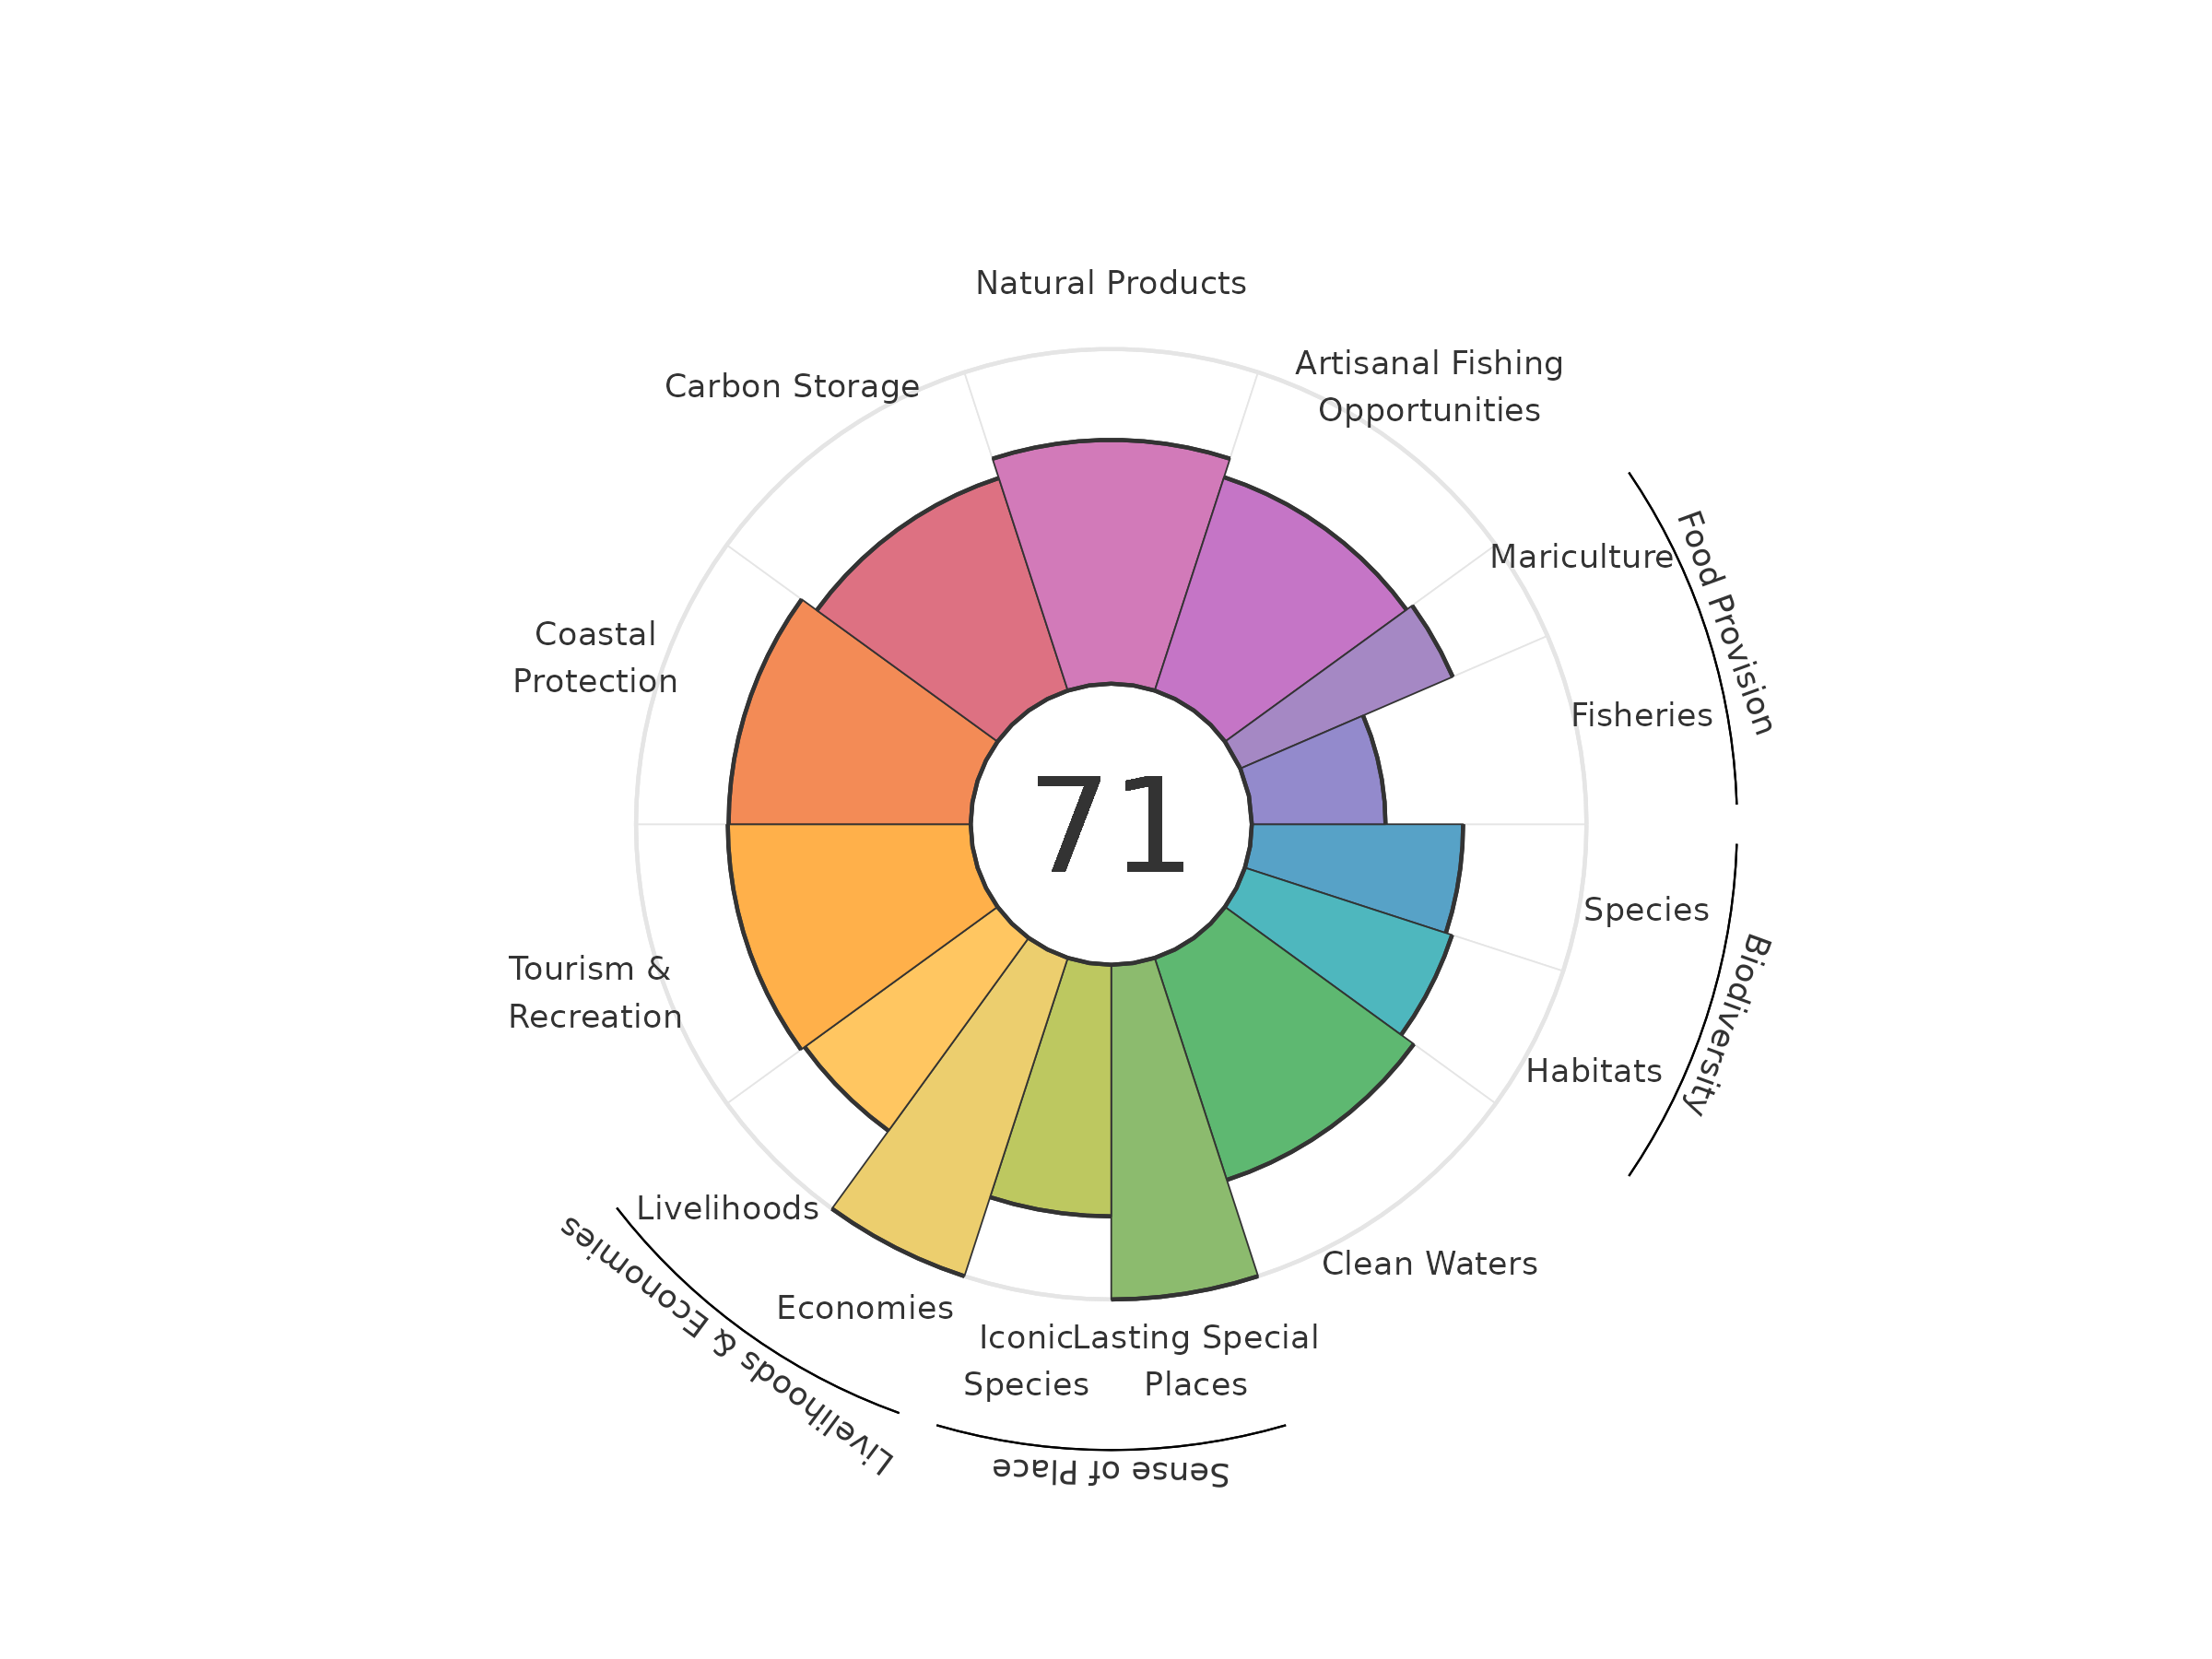 Natural Products
Artisanal Fishing
Opportunities
Carbon Storage
Mariculture
Food Provision
Coastal
Protection
Fisheries
71
Species
Biodiversity
Tourism &
Recreation
Habitats
Livelihoods
Livelihoods & Economies
Clean Waters
Economies
Iconic
Species
Lasting Special
Places
Sense of Place